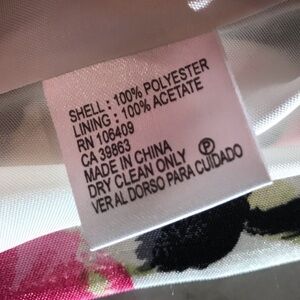 SHELL : 100% POLYESTER
LINING : 100% ACETATE
RN 106409
CA 39863
MADE IN CHINA
DRY CLEAN ONLY Ⓟ
VER AL DORSO PARA CUIDADO